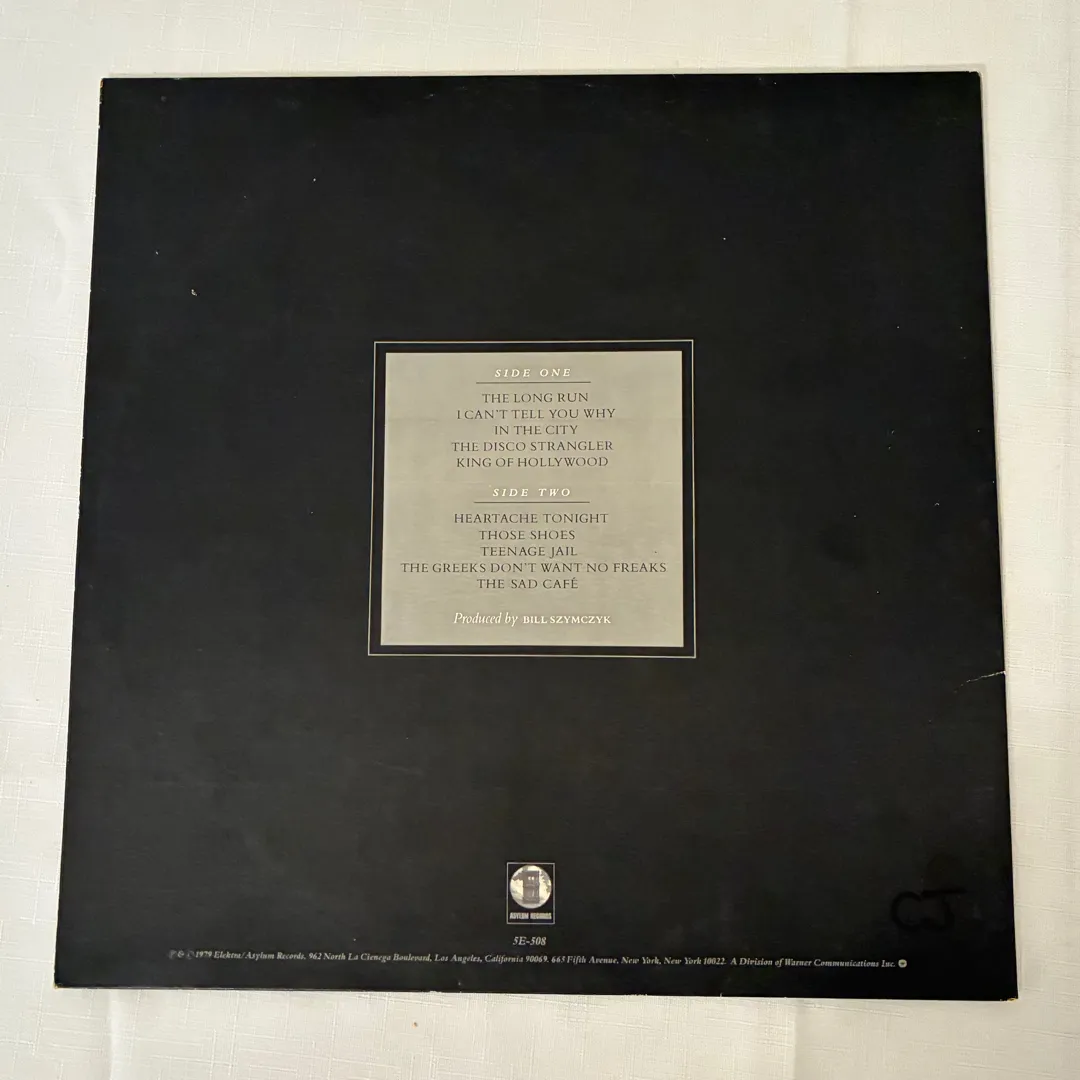 SIDE ONE
THE LONG RUN
I CAN'T TELL YOU WHY
IN THE CITY
THE DISCO STRANGLER
KING OF HOLLYWOOD
SIDE TWO
HEARTACHE TONIGHT
THOSE SHOES
TEENAGE JAIL
THE GREEKS DON'T WANT NO FREAKS
THE SAD CAFÉ
Produced by BILL SZYMCZYK
ASYLUM RECORDS
CJ
5E-508
℗ & © 1979 Elektra/Asylum Records, 962 North La Cienega Boulevard, Los Angeles, California 90069. 665 Fifth Avenue, New York, New York 10022. A Division of Warner Communications Inc.